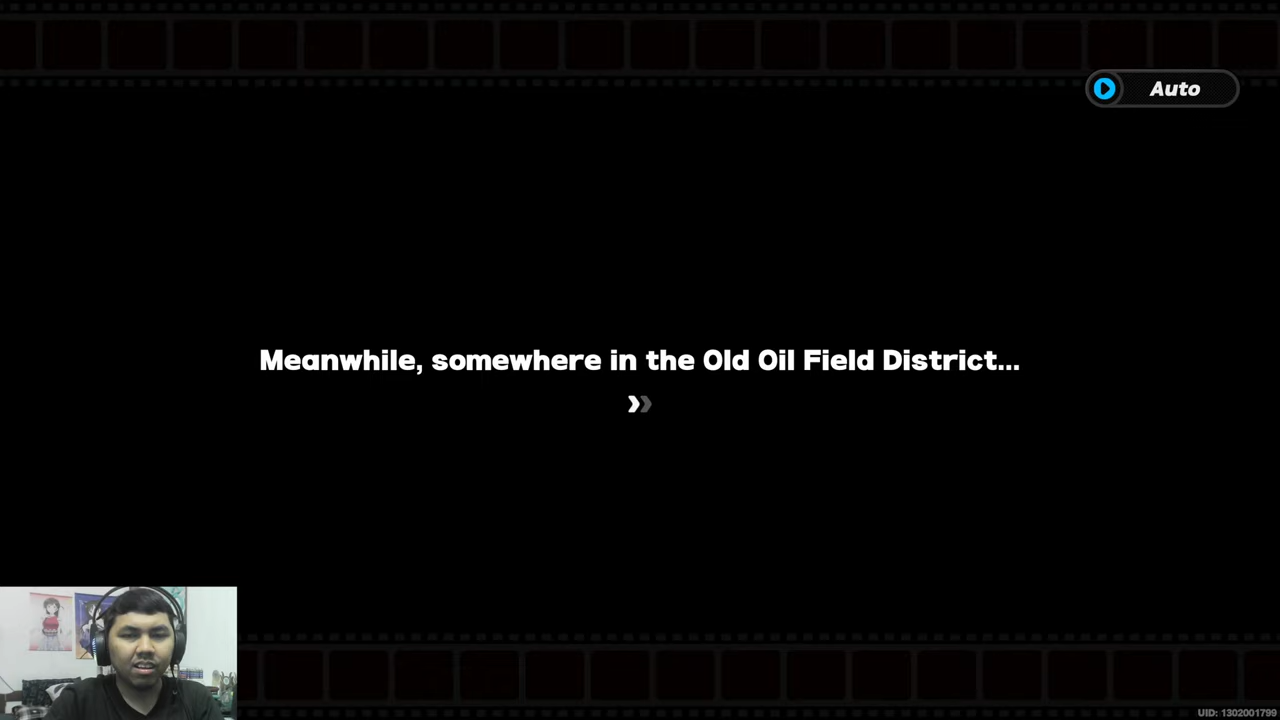 Auto
Meanwhile, somewhere in the Old Oil Field District...
UID: 1302001799